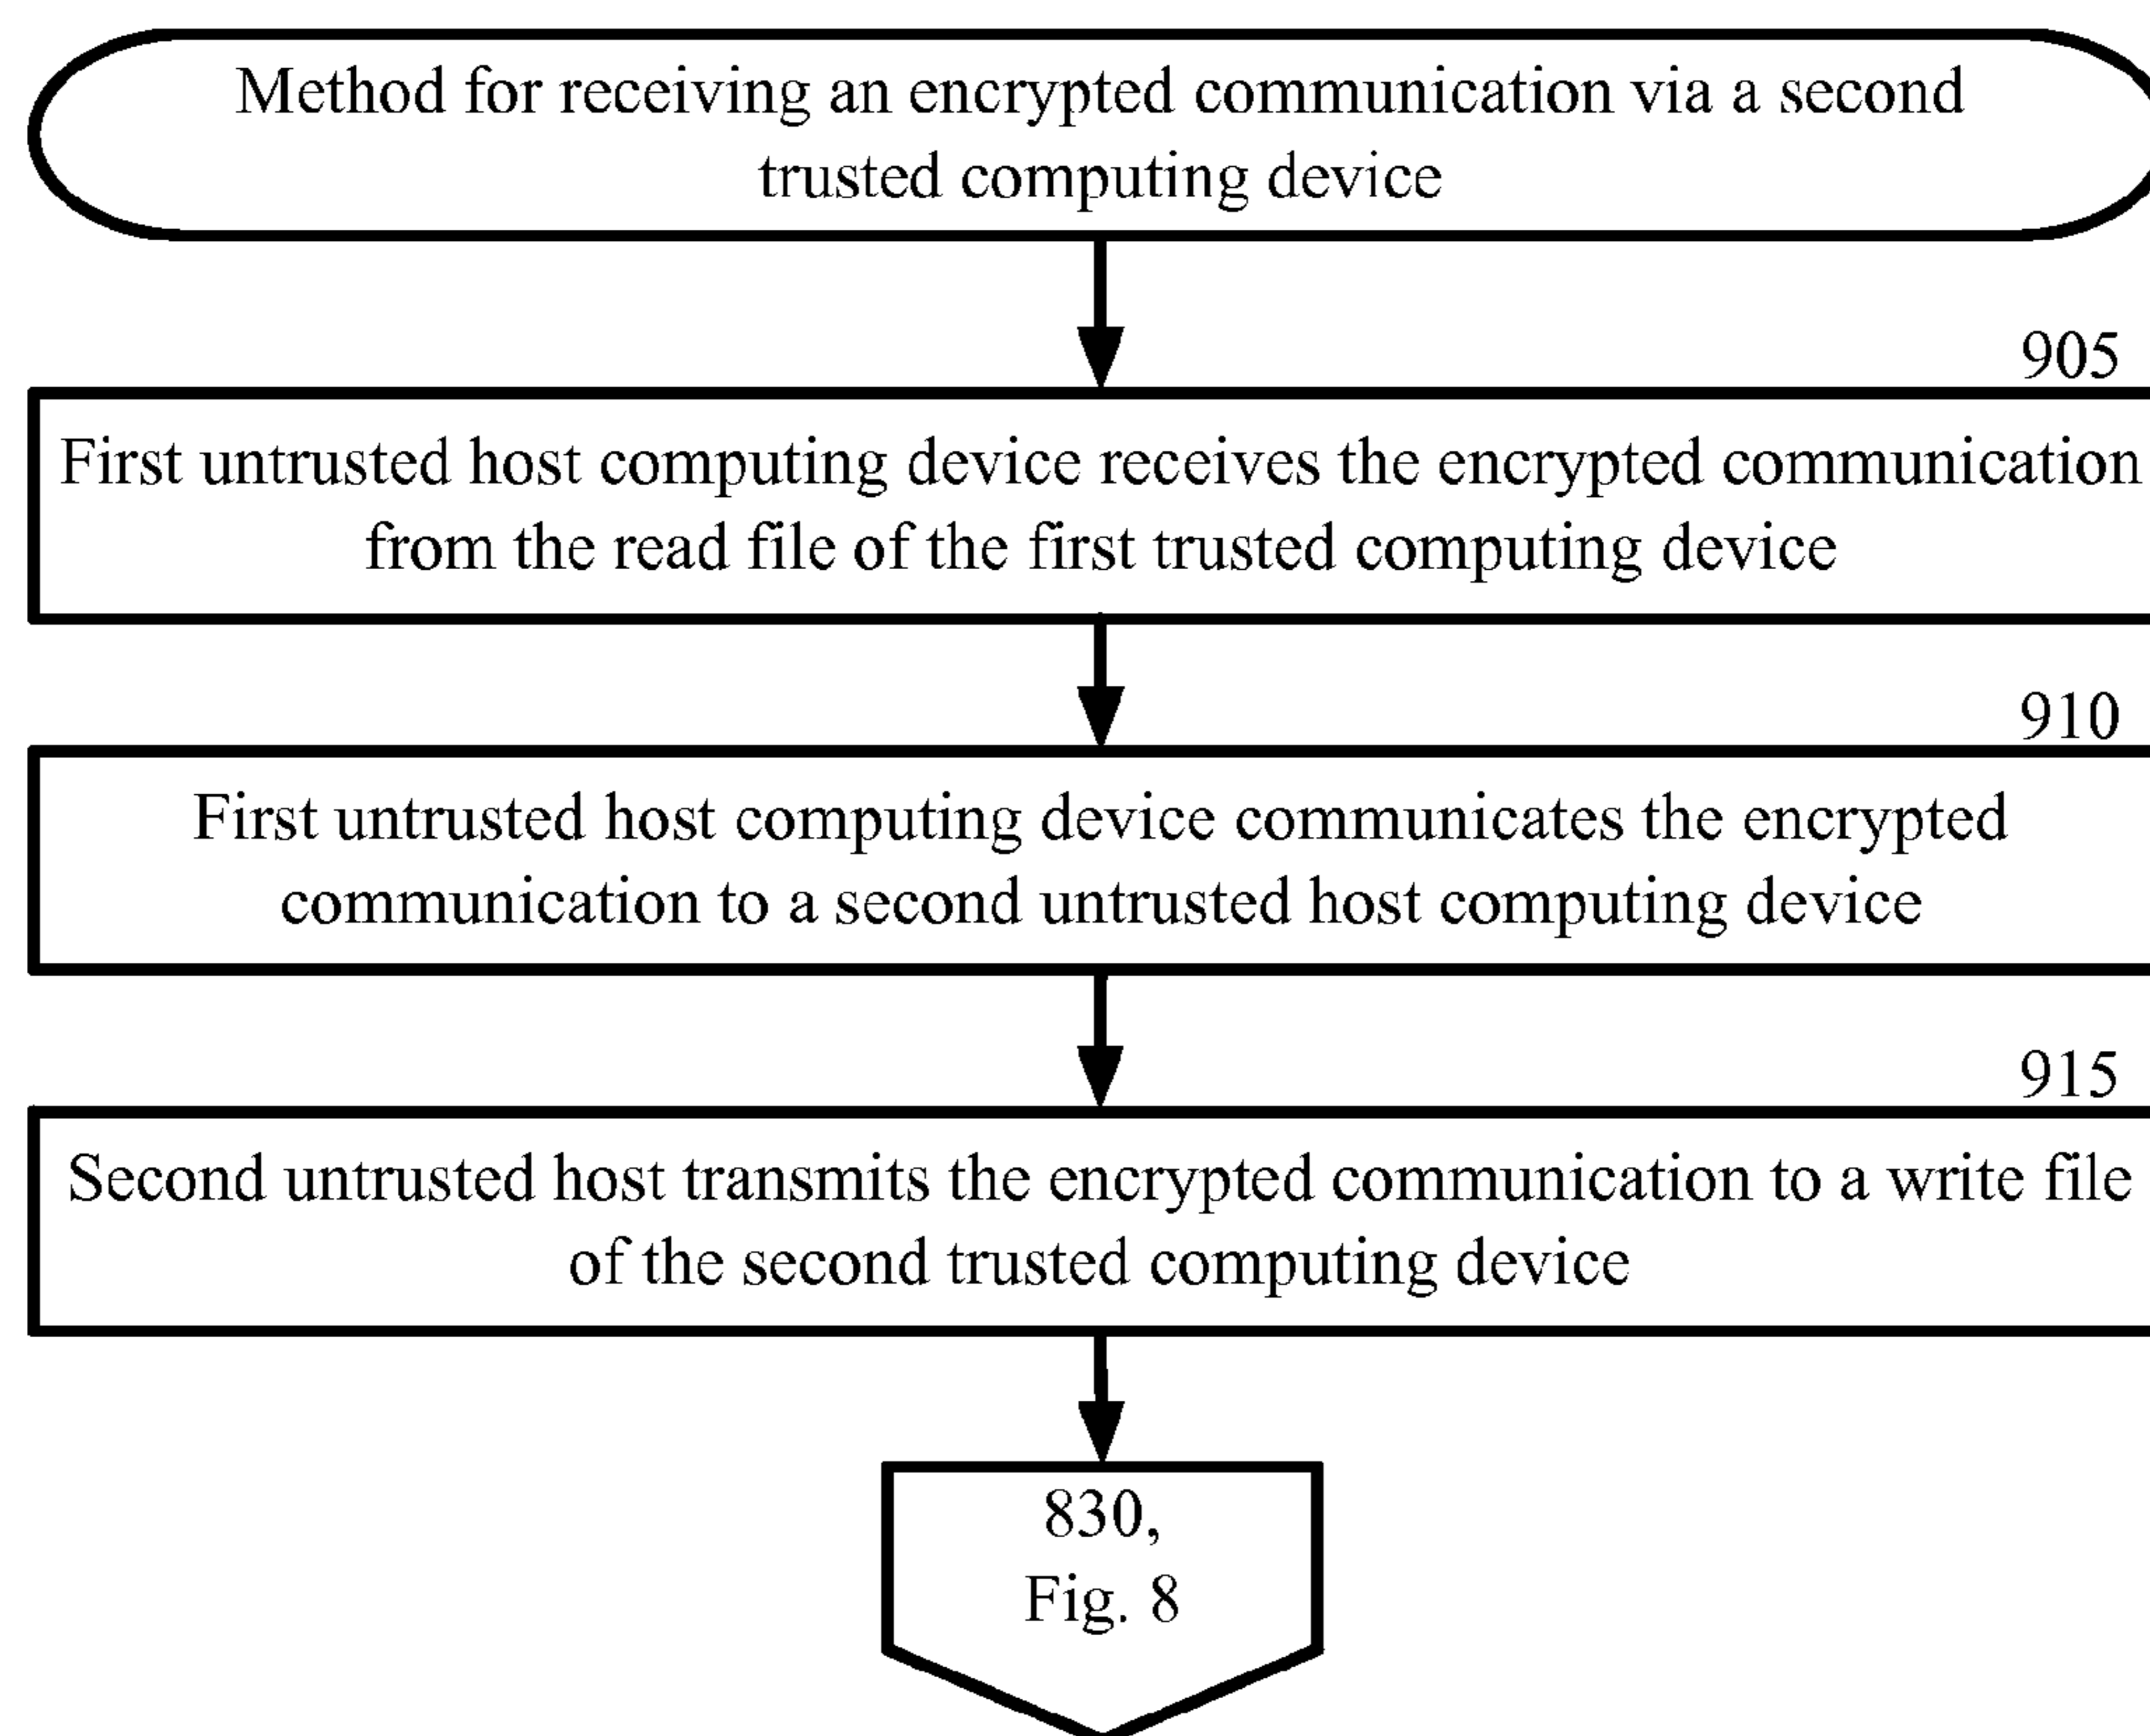 Method for receiving an encrypted communication via a second
trusted computing device
905
First untrusted host computing device receives the encrypted communication
from the read file of the first trusted computing device
910
First untrusted host computing device communicates the encrypted
communication to a second untrusted host computing device
915
Second untrusted host transmits the encrypted communication to a write file
of the second trusted computing device
830,
Fig. 8